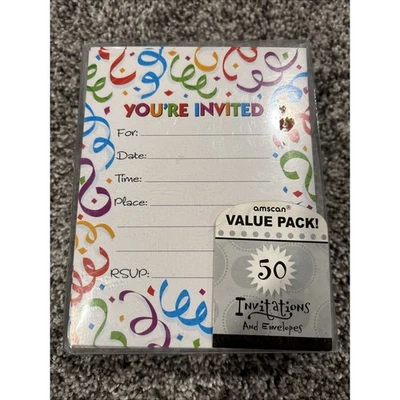 YOU'RE INVITED
For:
Date:
Time:
Place:
RSVP:
amscan®
VALUE PACK!
50
Invitations
And Envelopes